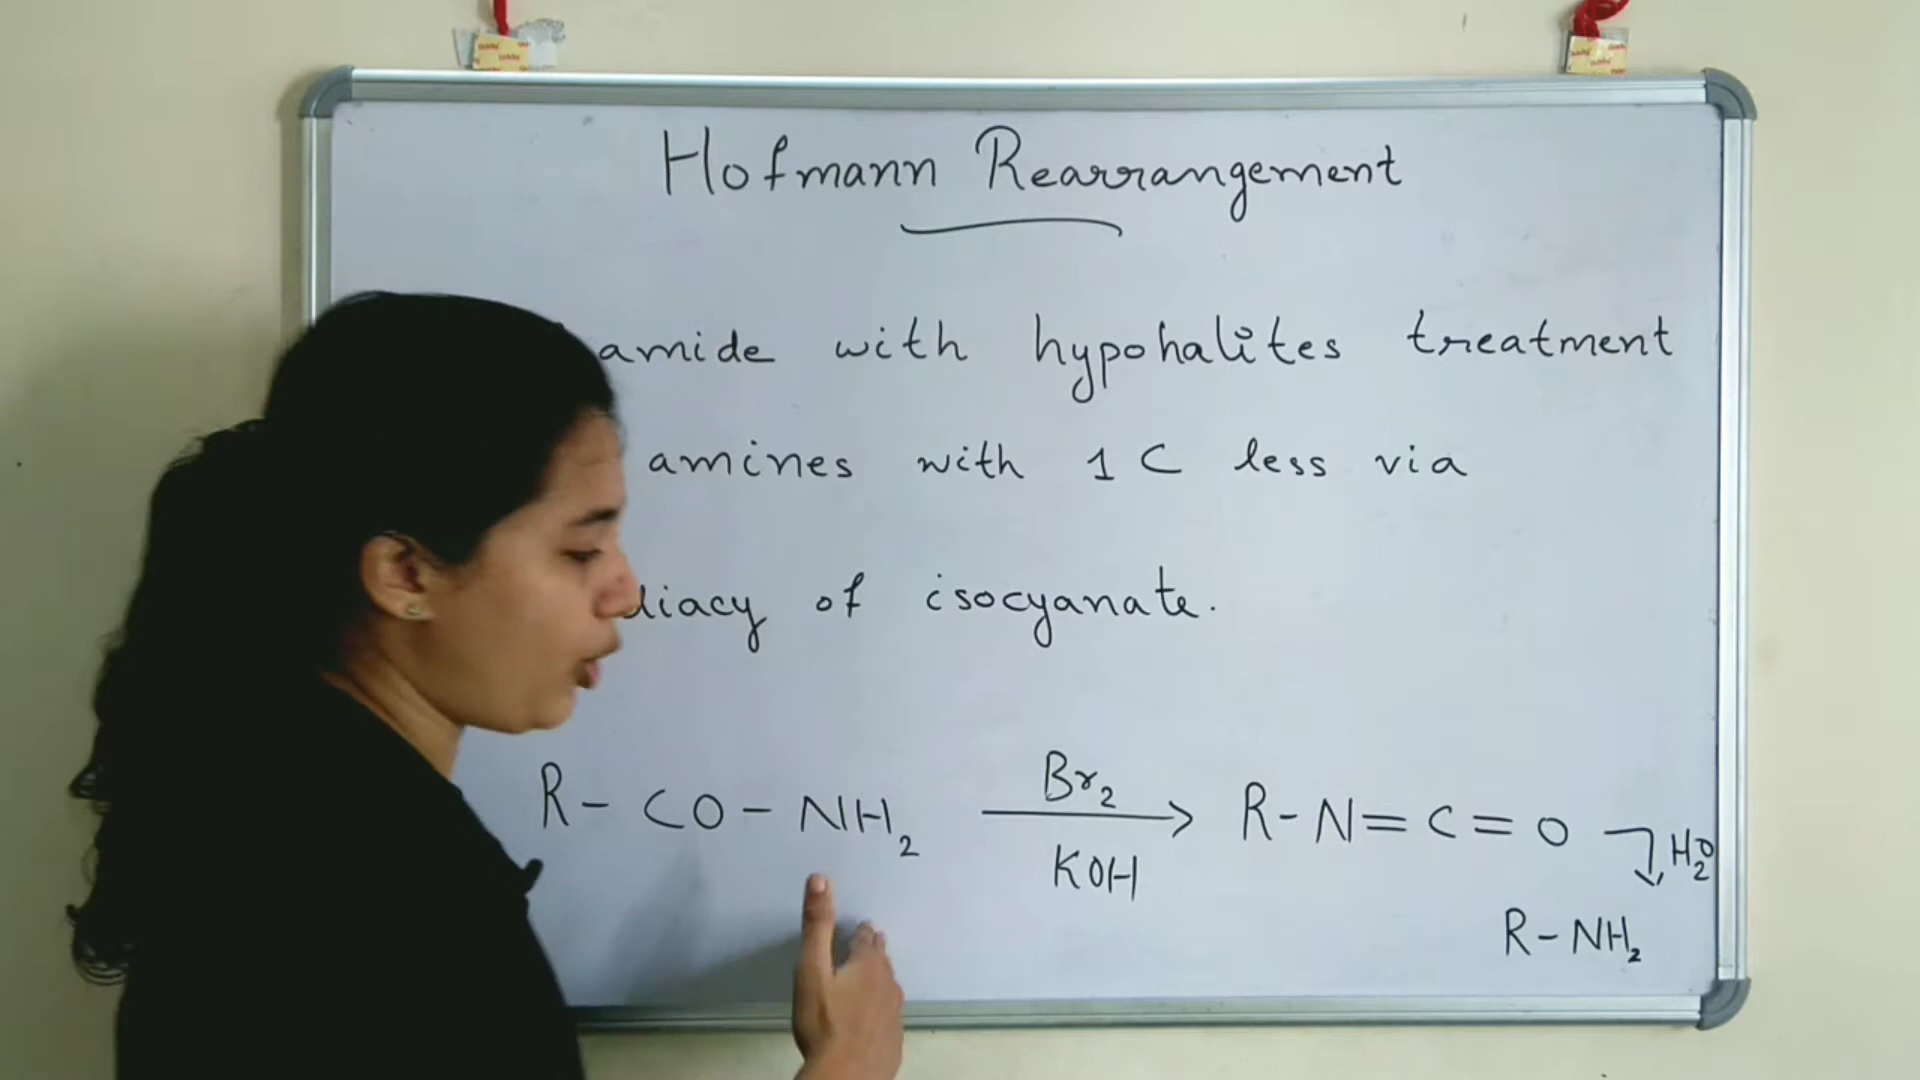 Hofmann Rearrangement
amide with hypohalites treatment
amines with 1 C less via
of isocyanate.
R - CO - NH₂
Br₂
KOH
R - N = C = O
H₂O
R - NH₂